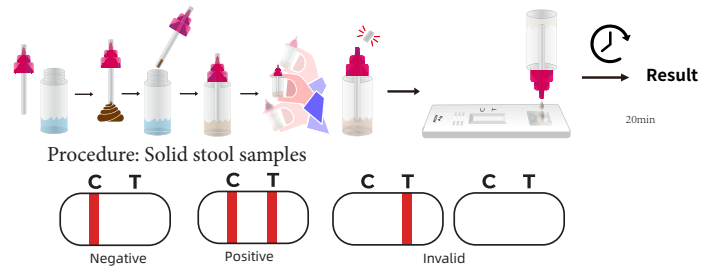 C T
Result
20min
Procedure: Solid stool samples
C T
C T
C T
C T
Negative
Positive
Invalid